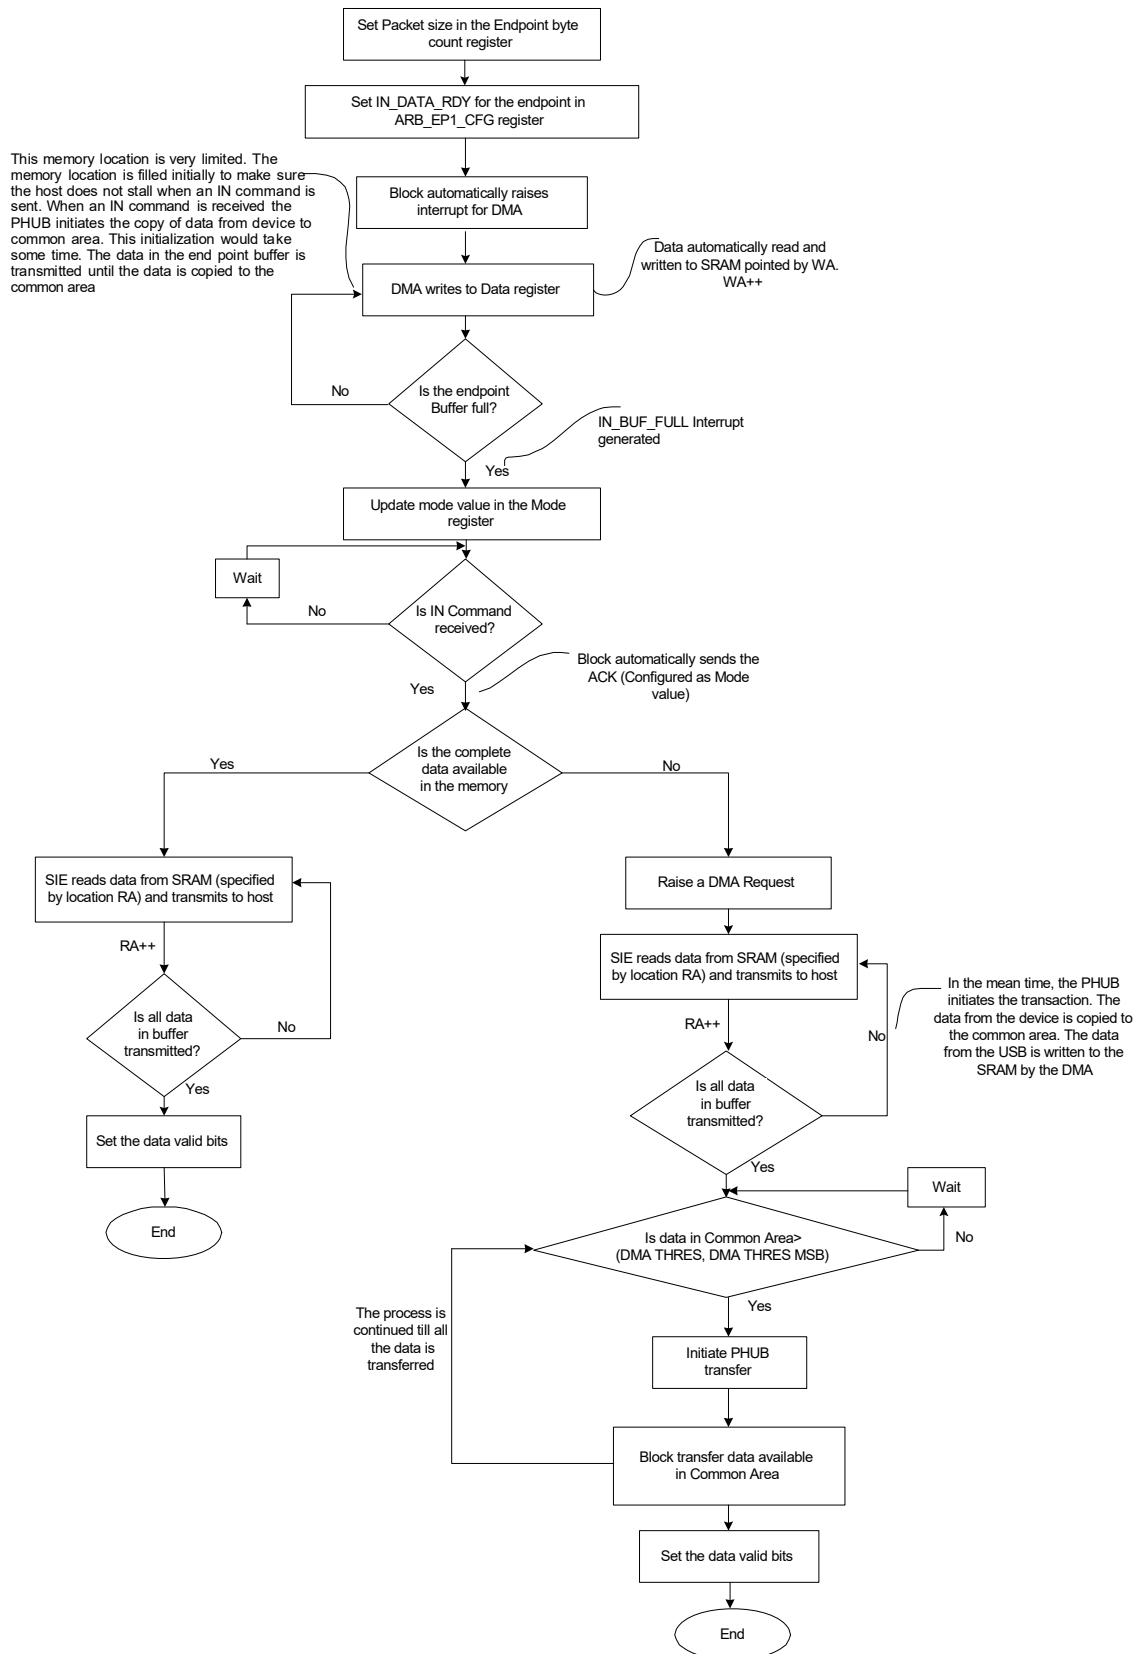 Set Packet size in the Endpoint byte
count register
Set IN_DATA_RDY for the endpoint in
ARB_EP1_CFG register
This memory location is very limited. The
memory location is filled initially to make sure
the host does not stall when an IN command is
sent. When an IN command is received the
PHUB initiates the copy of data from device to
common area. This initialization would take
some time. The data in the end point buffer is
transmitted until the data is copied to the
common area
Block automatically raises
interrupt for DMA
Data automatically read and
written to SRAM pointed by WA.
WA++
DMA writes to Data register
No
Is the endpoint
Buffer full?
IN_BUF_FULL Interrupt
generated
Yes
Update mode value in the Mode
register
Wait
No
Is IN Command
received?
Block automatically sends the
ACK (Configured as Mode
value)
Yes
Is the complete
data available
in the memory
Yes
No
SIE reads data from SRAM (specified
by location RA) and transmits to host
RA++
Is all data
in buffer
transmitted?
No
Yes
Set the data valid bits
End
Raise a DMA Request
SIE reads data from SRAM (specified
by location RA) and transmits to host
RA++
No
In the mean time, the PHUB
initiates the transaction. The
data from the device is copied to
the common area. The data
from the USB is written to the
SRAM by the DMA
Is all data
in buffer
transmitted?
Yes
Wait
No
Is data in Common Area>
(DMA THRES, DMA THRES MSB)
Yes
The process is
continued till all
the data is
transferred
Initiate PHUB
transfer
Block transfer data available
in Common Area
Set the data valid bits
End